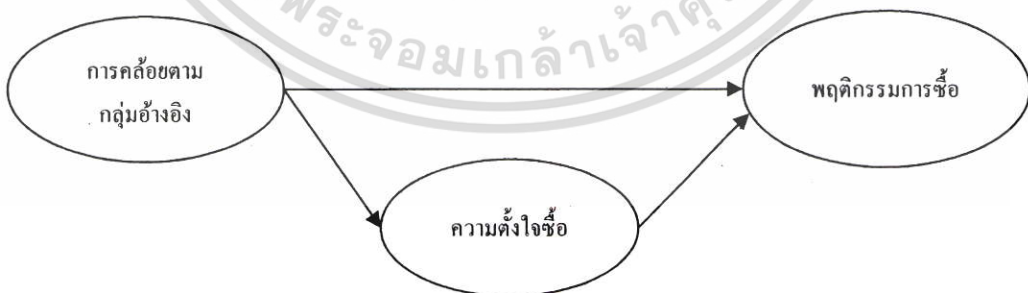 พระจอมเกล้าเจ้าคุ
การคล้อยตาม
กลุ่มอ้างอิง
พฤติกรรมการซื้อ
ความตั้งใจซื้อ